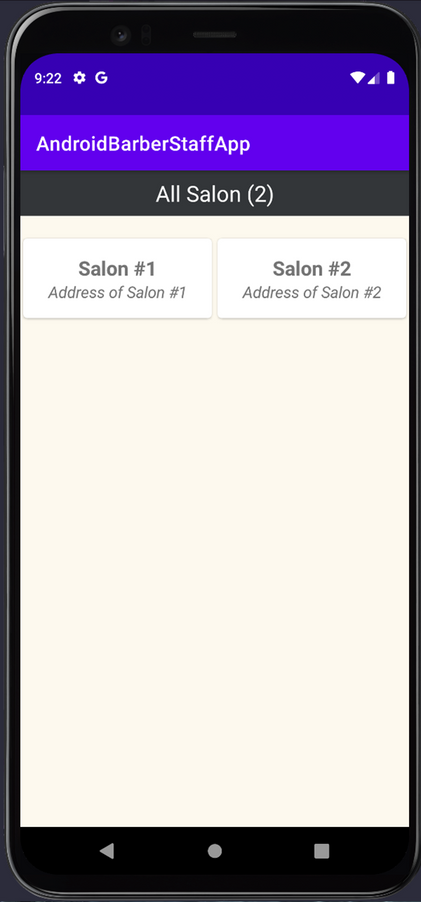 9:22
AndroidBarberStaffApp
All Salon (2)
Salon #1
Address of Salon #1
Salon #2
Address of Salon #2